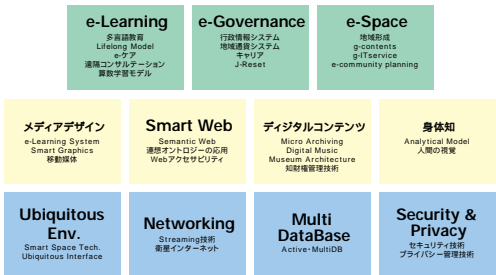 e-Learning
多言語教育
Lifelong Model
e-ケア
遠隔コンサルテーション
算数学習モデル
e-Governance
行政情報システム
地域通貨システム
キャリア
J-Reset
e-Space
地域形成
g-contents
g-ITservice
e-community planning
メディアデザイン
e-Learning System
Smart Graphics
移動媒体
Smart Web
Semantic Web
連想オントロジーの応用
Webアクセサビリティ
ディジタルコンテンツ
Micro Archiving
Digital Music
Museum Architecture
知財権管理技術
身体知
Analytical Model
人間の視覚
Ubiquitous
Env.
Smart Space Tech.
Ubiquitous Interface
Networking
Streaming技術
衛星インターネット
Multi
DataBase
Active・MultiDB
Security &
Privacy
セキュリティ技術
プライバシー管理技術